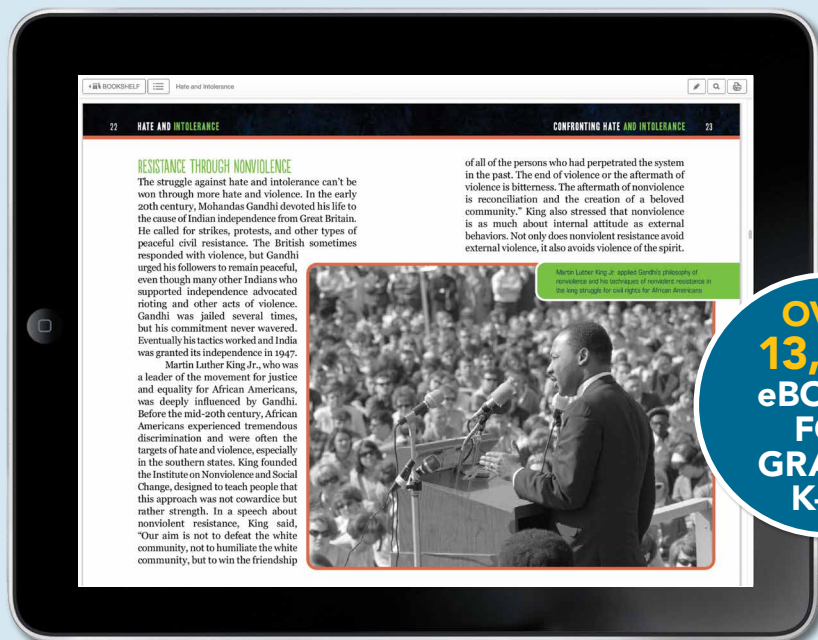 BOOKSHELF
Hate and Intolerance
22 HATE AND INTOLERANCE
CONFRONTING HATE AND INTOLERANCE 23
RESISTANCE THROUGH NONVIOLENCE
The struggle against hate and intolerance can't be
won through more hate and violence. In the early
20th century, Mohandas Gandhi devoted his life to
the cause of Indian independence from Great Britain.
He called for strikes, protests, and other types of
peaceful civil resistance. The British sometimes
responded with violence, but Gandhi
urged his followers to remain peaceful,
even though many other Indians who
supported independence advocated
rioting and other acts of violence.
Gandhi was jailed several times,
but his commitment never wavered.
Eventually his tactics worked and India
was granted its independence in 1947.
Martin Luther King Jr., who was
a leader of the movement for justice
and equality for African Americans,
was deeply influenced by Gandhi.
Before the mid-20th century, African
Americans experienced tremendous
discrimination and were often the
targets of hate and violence, especially
in the southern states. King founded
the Institute on Nonviolence and Social
Change, designed to teach people that
this approach was not cowardice but
rather strength. In a speech about
nonviolent resistance, King said,
"Our aim is not to defeat the white
community, not to humiliate the white
community, but to win the friendship
of all of the persons who had perpetrated the system
in the past. The end of violence or the aftermath of
violence is bitterness. The aftermath of nonviolence
is reconciliation and the creation of a beloved
community." King also stressed that nonviolence
is as much about internal attitude as external
behaviors. Not only does nonviolent resistance avoid
external violence, it also avoids violence of the spirit.
Martin Luther King Jr. applied Gandhi's philosophy of
nonviolence and his techniques of nonviolent resistance in
the long struggle for civil rights for African Americans
OV
13,
eBO
FO
GRA
K-